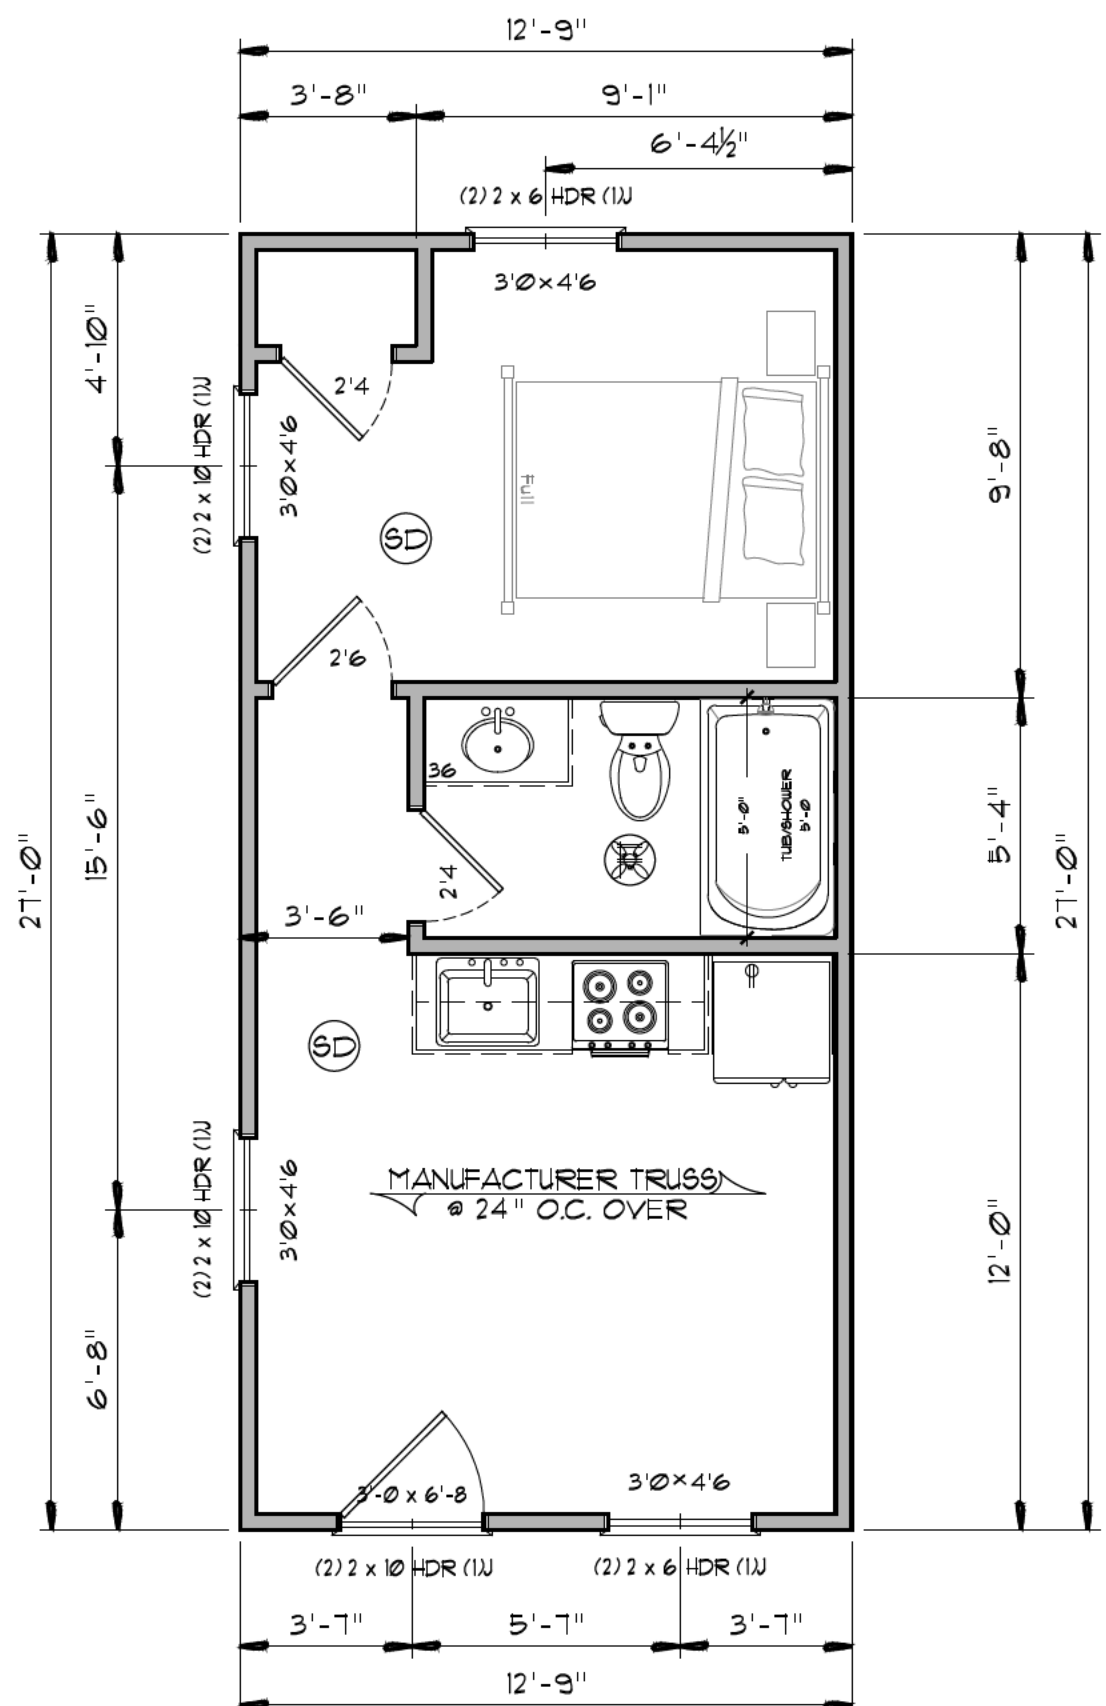 12'-9"
3'-8"
9'-1"
6'-4½"
(2) 2 x 6 HDR (1)J
3'0x4'6
4'-10"
2'4
(2) 2 x 10 HDR (1)J
3'0x4'6
Full
9'-8"
SD
2'6
36
5'-0"
TUB/SHOWER
5'-0
2'4
15'-6"
5'-4"
27'-0"
27'-0"
3'-6"
SD
(2) 2 x 10 HDR (1)J
3'0x4'6
MANUFACTURER TRUSS
@ 24" O.C. OVER
12'-0"
6'-8"
3'-0 x 6'-8
3'0x4'6
(2) 2 x 10 HDR (1)J
(2) 2 x 6 HDR (1)J
3'-7"
5'-7"
3'-7"
12'-9"